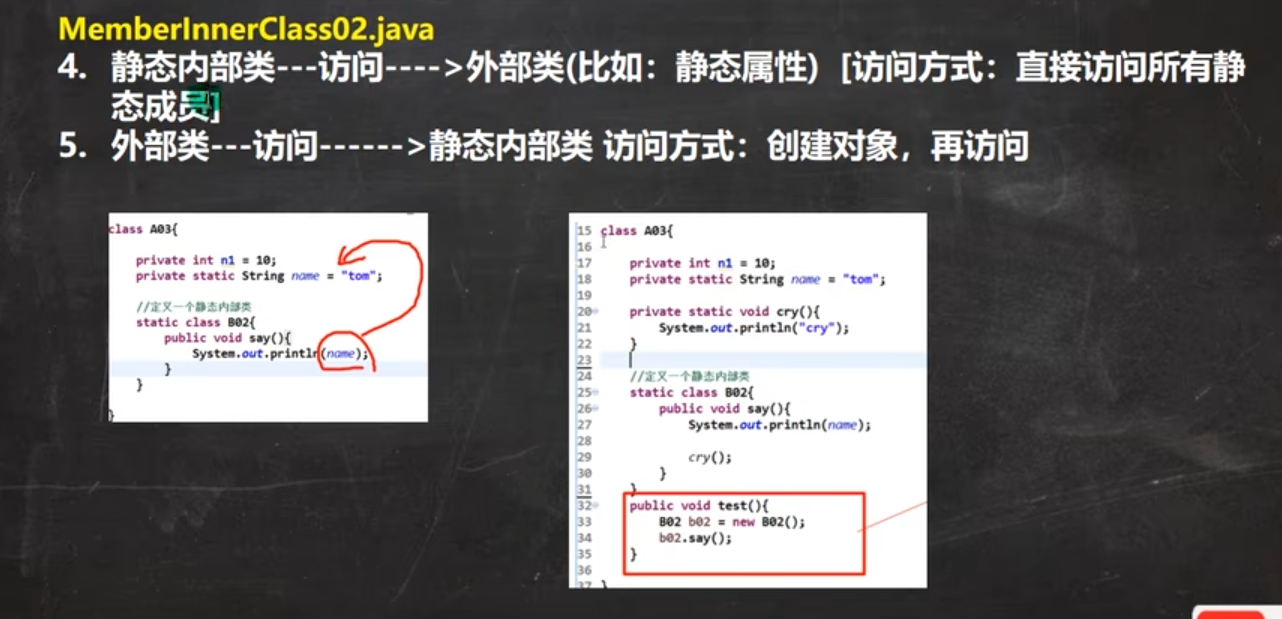 MemberInnerClass02.java
4. 静态内部类---访问---->外部类(比如：静态属性）[访问方式：直接访问所有静
态成员]
5. 外部类---访问------>静态内部类 访问方式：创建对象，再访问
class A03{
private int n1 = 10;
private static String name = "tom";
//定义一个静态内部类
static class B02{
public void say(){
System.out.println(name);
}
}
}
15 class A03{
16
17 private int n1 = 10;
18 private static String name = "tom";
19
20 private static void cry(){
21 System.out.println("cry");
22 }
23
24 //定义一个静态内部类
25 static class B02{
26 public void say(){
27 System.out.println(name);
28
29 cry();
30 }
31 }
32 public void test(){
33 B02 b02 = new B02();
34 b02.say();
35 }
36
37 }